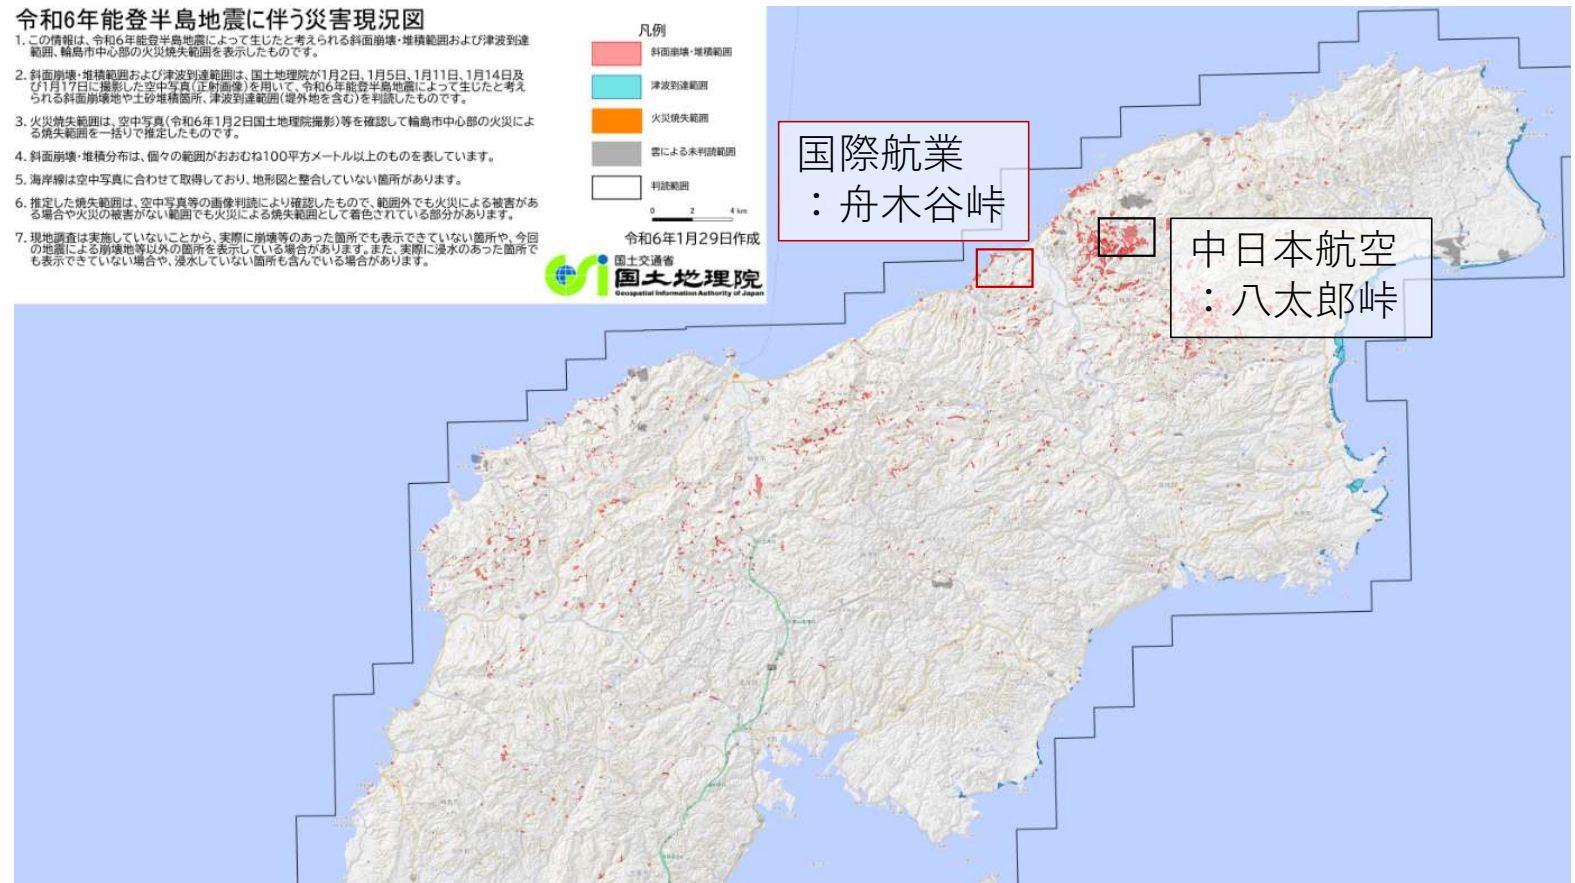 令和6年能登半島地震に伴う災害現況図
1. この情報は、令和6年能登半島地震によって生じたと考えられる斜面崩壊・堆積範囲および津波到達
範囲、輪島市中心部の火災焼失範囲を表示したものです。
2. 斜面崩壊・堆積範囲および津波到達範囲は、国土地理院が1月2日、1月5日、1月11日、1月14日及
び1月17日に撮影した空中写真(正射画像)を用いて、令和6年能登半島地震によって生じたと考え
られる斜面崩壊地や土砂堆積箇所、津波到達範囲(堤外地を含む)を判読したものです。
3. 火災焼失範囲は、空中写真(令和6年1月2日国土地理院撮影)等を確認して輪島市中心部の火災によ
る焼失範囲を一括りで推定したものです。
4. 斜面崩壊・堆積分布は、個々の範囲がおおむね100平方メートル以上のものを表しています。
5. 海岸線は空中写真に合わせて取得しており、地形図と整合していない箇所があります。
6. 推定した焼失範囲は、空中写真等の画像判読により確認したもので、範囲外でも火災による被害があ
る場合や火災の被害がない範囲でも火災による焼失範囲として着色されている部分があります。
7. 現地調査は実施していないことから、実際に崩壊等のあった箇所でも表示できていない箇所や、今回
の地震による崩壊地等以外の箇所を表示している場合があります。また、実際に浸水のあった箇所で
も表示できていない場合や、浸水していない箇所も含んでいる場合があります。
凡例
斜面崩壊・堆積範囲
津波到達範囲
火災焼失範囲
雲による未判読範囲
判読範囲
0 2 4 km
令和6年1月29日作成
国土交通省
国土地理院
Geospatial Information Authority of Japan
国際航業
：舟木谷峠
中日本航空
：八太郎峠